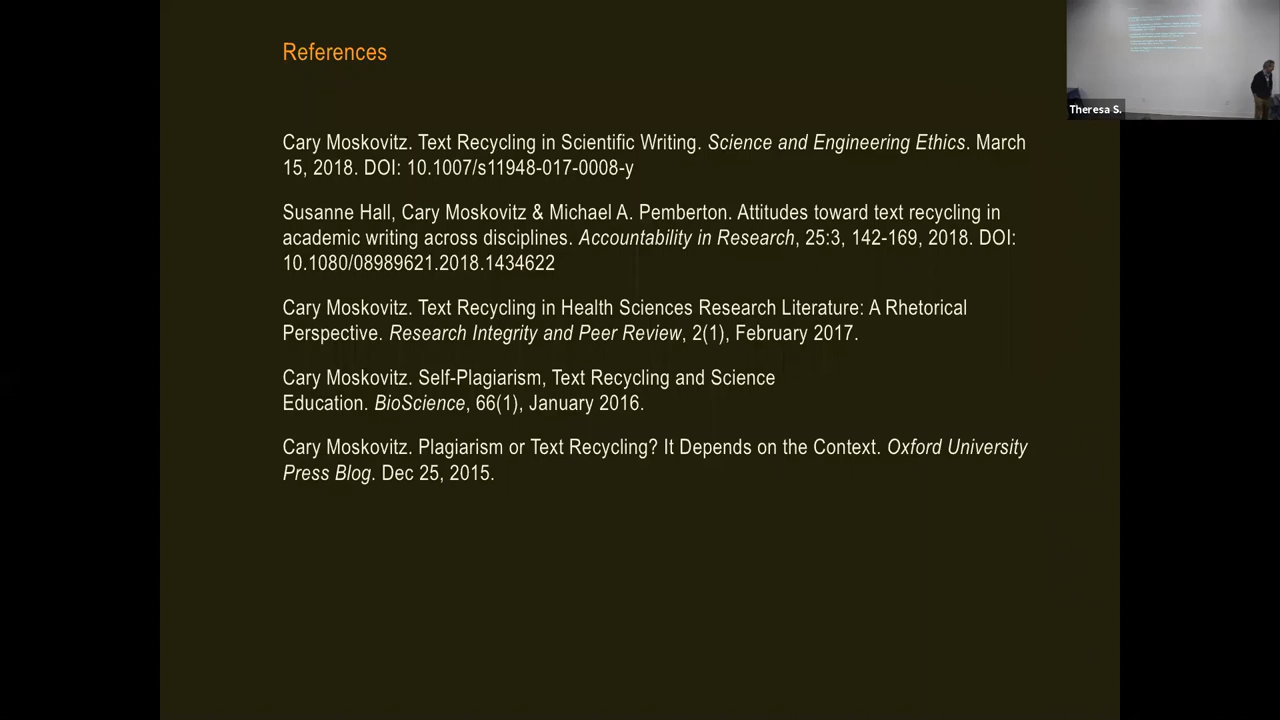 References
Cary Moskovitz. Text Recycling in Scientific Writing. Science and Engineering Ethics. March
15, 2018. DOI: 10.1007/s11948-017-0008-y
Susanne Hall, Cary Moskovitz & Michael A. Pemberton. Attitudes toward text recycling in
academic writing across disciplines. Accountability in Research, 25:3, 142-169, 2018. DOI:
10.1080/08989621.2018.1434622
Cary Moskovitz. Text Recycling in Health Sciences Research Literature: A Rhetorical
Perspective. Research Integrity and Peer Review, 2(1), February 2017.
Cary Moskovitz. Self-Plagiarism, Text Recycling and Science
Education. BioScience, 66(1), January 2016.
Cary Moskovitz. Plagiarism or Text Recycling? It Depends on the Context. Oxford University
Press Blog. Dec 25, 2015.
Theresa S.